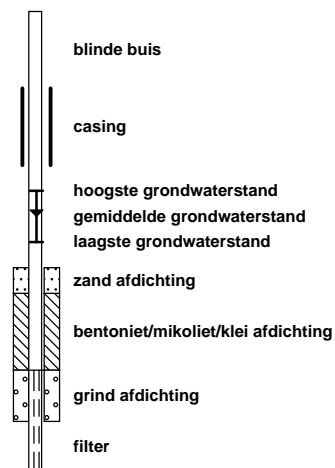 blinde buis
casing
hoogste grondwaterstand
gemiddelde grondwaterstand
laagste grondwaterstand
zand afdichting
bentoniet/mikoliet/klei afdichting
grind afdichting
filter